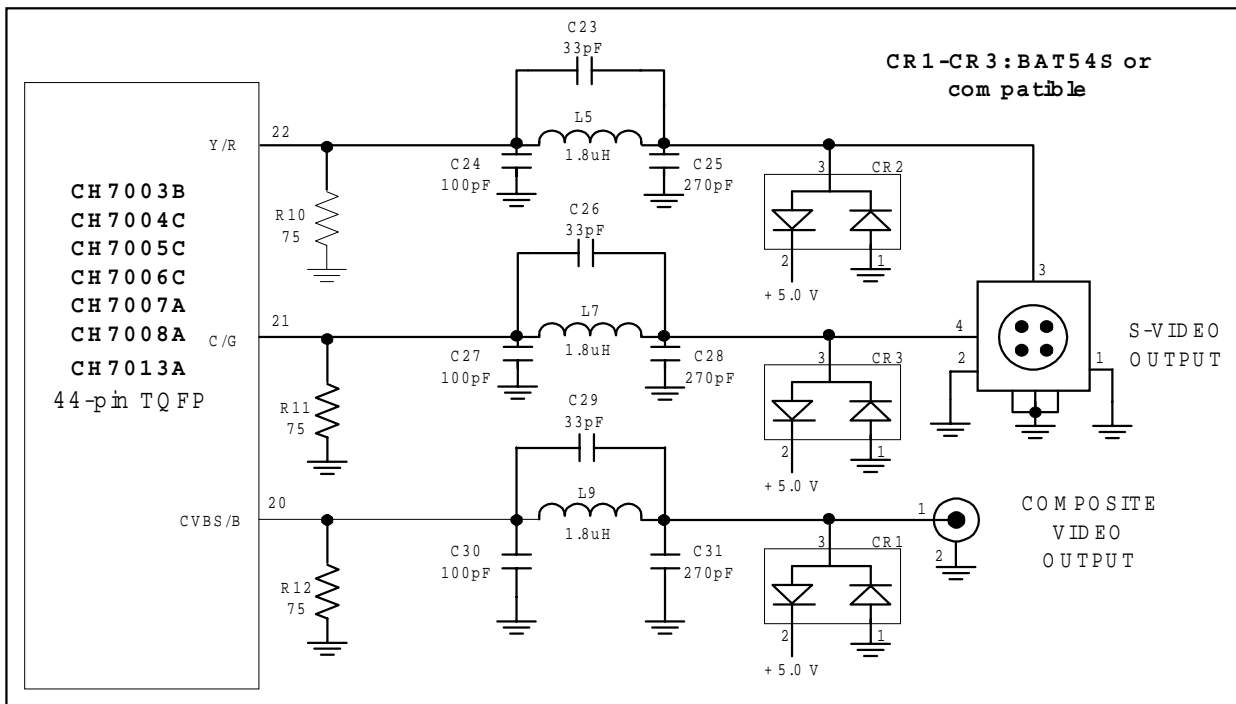 C23
33pF
CR1-CR3:BAT54S or
compatible
22
Y/R
L5
1.8uH
C24
100pF
C25
270pF
3
CR2
CH7003B
CH7004C
CH7005C
CH7006C
CH7007A
CH7008A
CH7013A
44-pin TQFP
R10
75
C26
33pF
2
1
+5.0 V
3
21
C/G
L7
1.8uH
C27
100pF
C28
270pF
3
CR3
4
2
1
S-VIDEO
OUTPUT
R11
75
C29
33pF
2
1
+5.0 V
20
CVBS/B
L9
1.8uH
C30
100pF
C31
270pF
3
CR1
1
2
COMPOSITE
VIDEO
OUTPUT
R12
75
2
1
+5.0 V